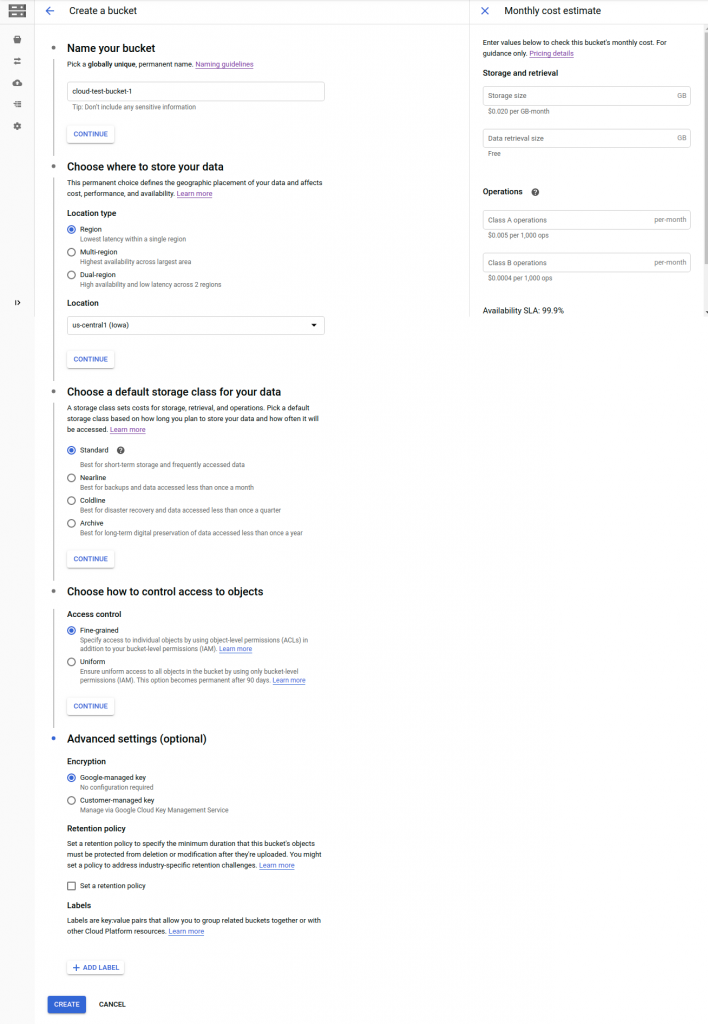 Create a bucket
Name your bucket
Pick a globally unique, permanent name. Naming guidelines
cloud-test-bucket-1
Tip: Don't include any sensitive information
CONTINUE
Choose where to store your data
This permanent choice defines the geographic placement of your data and affects
cost, performance, and availability. Learn more
Location type
Region
Lowest latency within a single region
Multi-region
Highest availability across largest area
Dual-region
High availability and low latency across 2 regions
Location
us-central1 (Iowa)
CONTINUE
Choose a default storage class for your data
A storage class sets costs for storage, retrieval, and operations. Pick a default
storage class based on how long you plan to store your data and how often it will
be accessed. Learn more
Standard
Best for short-term storage and frequently accessed data
Nearline
Best for backups and data accessed less than once a month
Coldline
Best for disaster recovery and data accessed less than once a quarter
Archive
Best for long-term digital preservation of data accessed less than once a year
CONTINUE
Choose how to control access to objects
Access control
Fine-grained
Specify access to individual objects by using object-level permissions (ACLs) in
addition to your bucket-level permissions (IAM). Learn more
Uniform
Ensure uniform access to all objects in the bucket by using only bucket-level
permissions (IAM). This option becomes permanent after 90 days. Learn more
CONTINUE
Advanced settings (optional)
Encryption
Google-managed key
No configuration required
Customer-managed key
Manage via Google Cloud Key Management Service
Retention policy
Set a retention policy to specify the minimum duration that this bucket's objects
must be protected from deletion or modification after they're uploaded. You might
set a policy to address industry-specific retention challenges. Learn more
Set a retention policy
Labels
Labels are key:value pairs that allow you to group related buckets together or with
other Cloud Platform resources. Learn more
+ ADD LABEL
CREATE CANCEL
Monthly cost estimate
Enter values below to check this bucket's monthly cost. For
guidance only. Pricing details
Storage and retrieval
Storage size GB
$0.020 per GB-month
Data retrieval size GB
Free
Operations
Class A operations per-month
$0.005 per 1,000 ops
Class B operations per-month
$0.0004 per 1,000 ops
Availability SLA: 99.9%